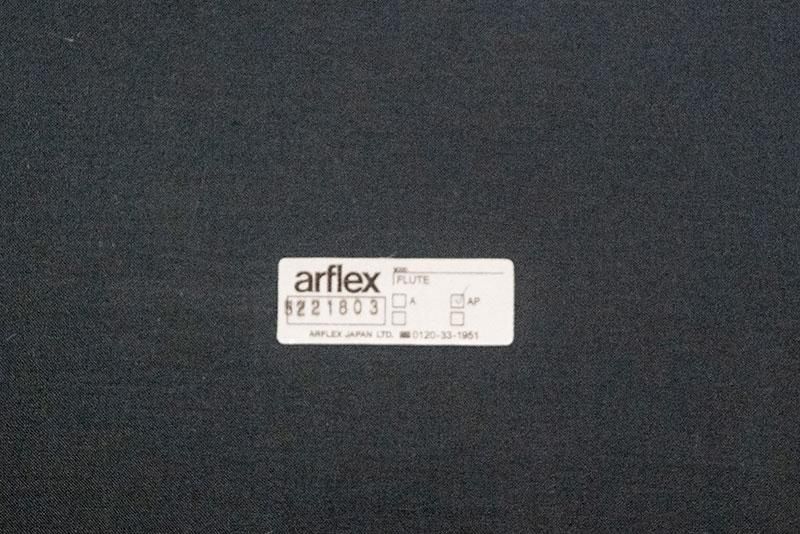 arflex
FLUTE
A
AP
221803
ARFLEX JAPAN LTD. 0120-33-1951